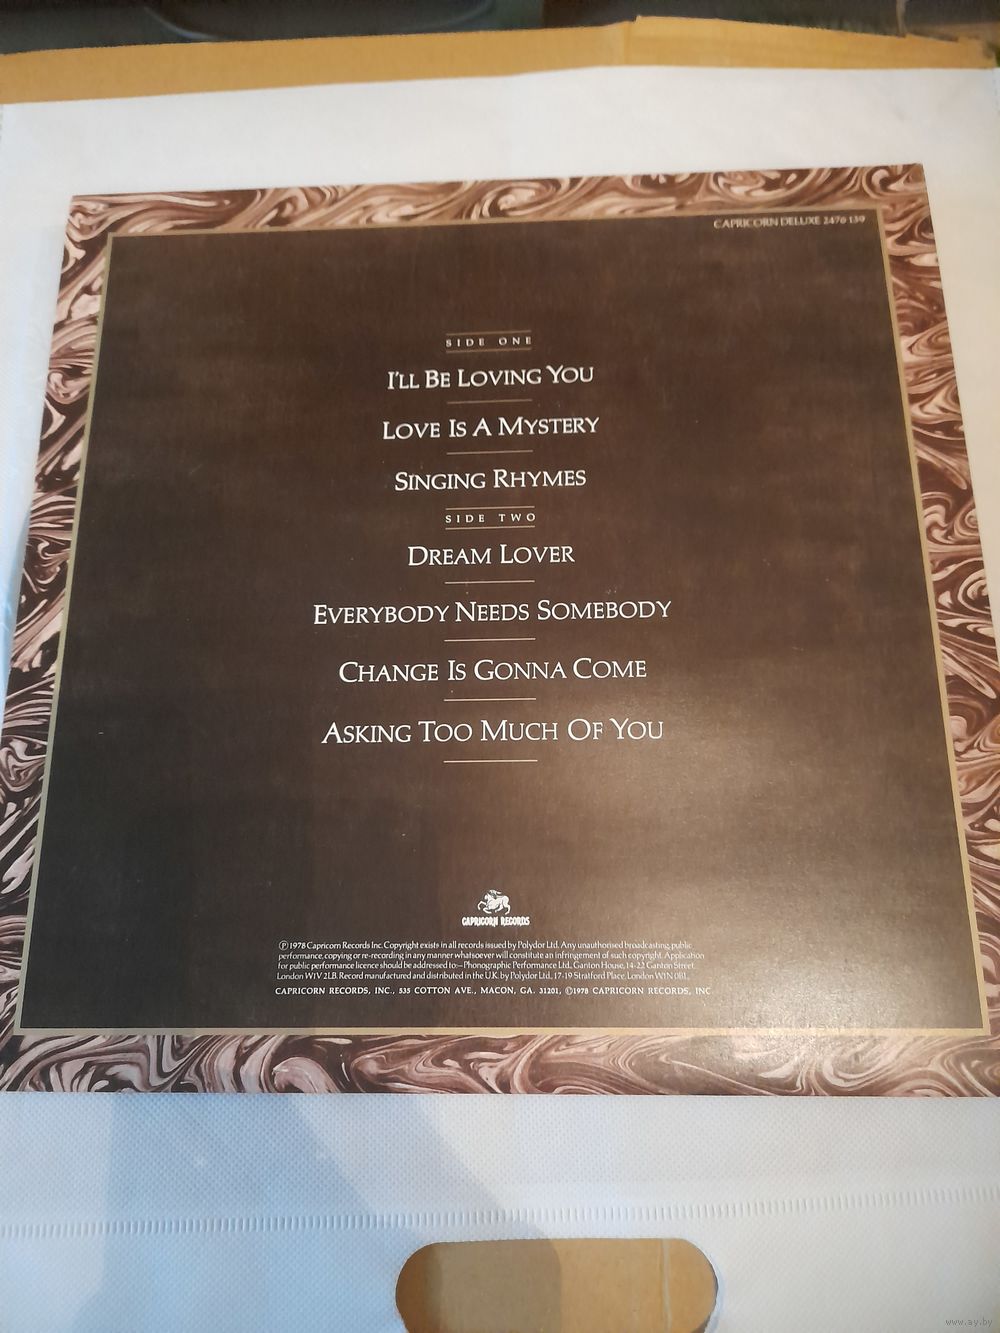 CAPRICORN DELUXE 2476 139
SIDE ONE
I'LL BE LOVING YOU
LOVE IS A MYSTERY
SINGING RHYMES
SIDE TWO
DREAM LOVER
EVERYBODY NEEDS SOMEBODY
CHANGE IS GONNA COME
ASKING TOO MUCH OF YOU
CAPRICORN RECORDS
Ⓟ 1978 Capricorn Records Inc. Copyright exists in all records issued by Polydor Ltd. Any unauthorised broadcasting, public
performance, copying or re-recording in any manner whatsoever will constitute an infringement of such copyright. Application
for public performance licence should be addressed to:– Phonographic Performance Ltd., Ganton House, 14-22 Ganton Street,
London W1V 2LB. Record manufactured and distributed in the U.K. by Polydor Ltd., 17-19 Stratford Place, London W1N 0BL.
CAPRICORN RECORDS, INC., 535 COTTON AVE., MACON, GA. 31201, ©1978 CAPRICORN RECORDS, INC.
www.ay.by